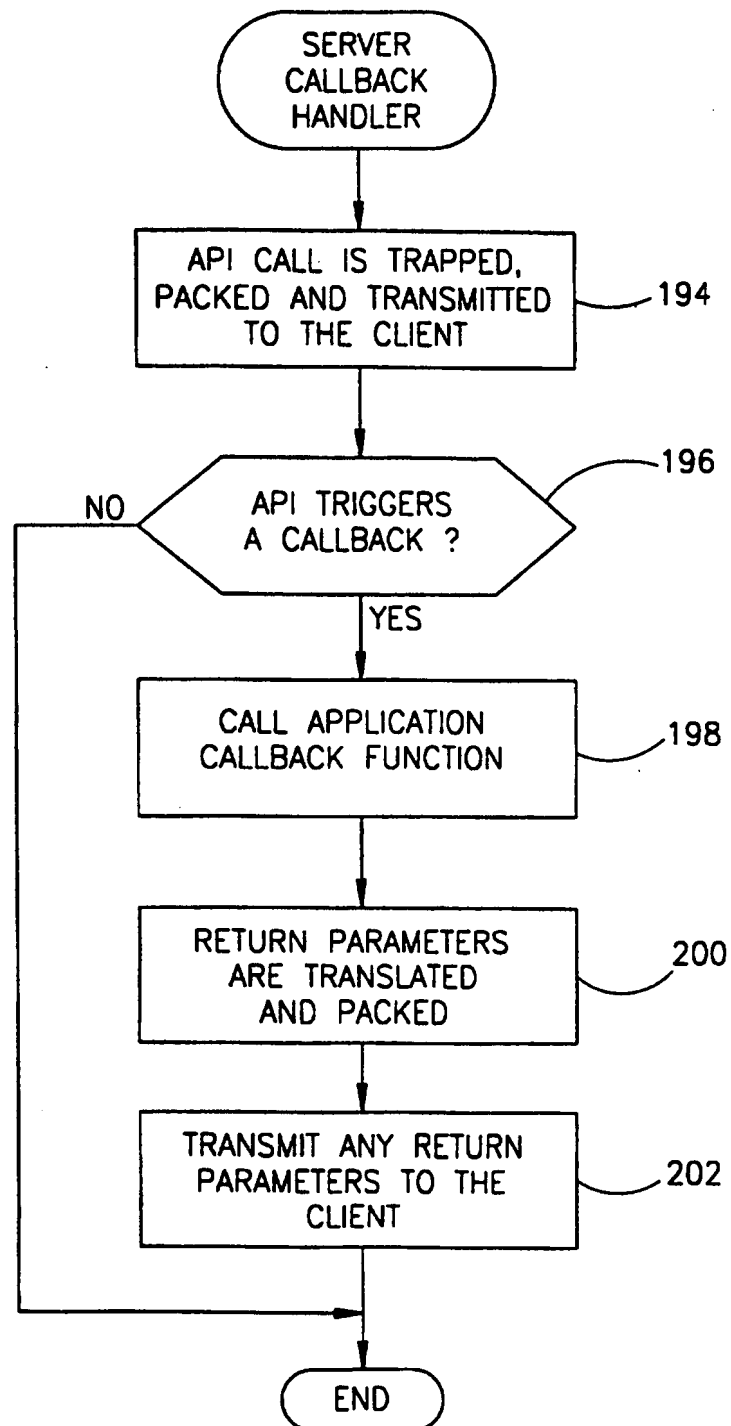 SERVER
CALLBACK
HANDLER
API CALL IS TRAPPED,
PACKED AND TRANSMITTED
TO THE CLIENT
194
196
NO
API TRIGGERS
A CALLBACK ?
YES
CALL APPLICATION
CALLBACK FUNCTION
198
RETURN PARAMETERS
ARE TRANSLATED
AND PACKED
200
TRANSMIT ANY RETURN
PARAMETERS TO THE
CLIENT
202
END